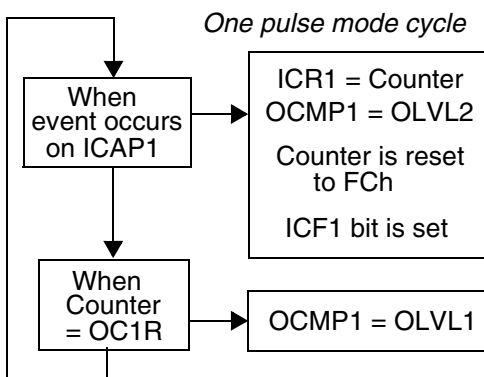 One pulse mode cycle
When
event occurs
on ICAP1
ICR1 = Counter
OCMP1 = OLVL2
Counter is reset
to FCh
ICF1 bit is set
When
Counter
= OC1R
OCMP1 = OLVL1